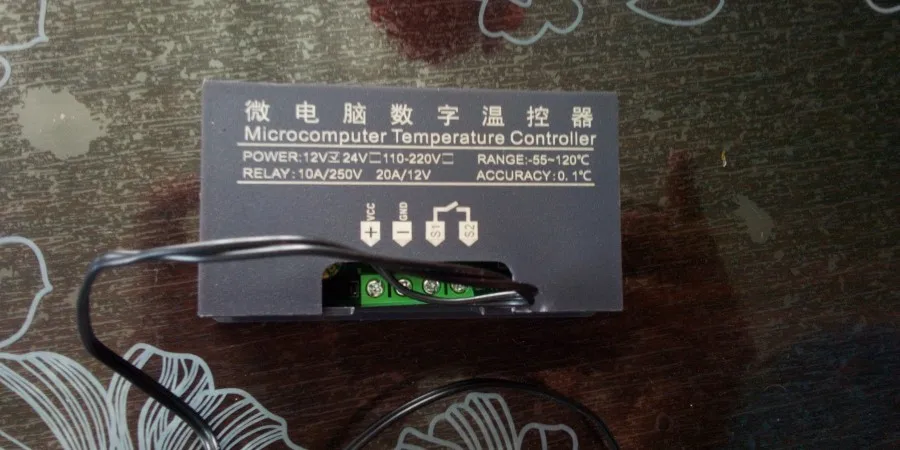 微电脑数字温控器
Microcomputer Temperature Controller
POWER:12V☑24V☐110-220V☐ RANGE:-55~120℃
RELAY:10A/250V 20A/12V ACCURACY:0.1℃
VCC GND
+ − S1 S2